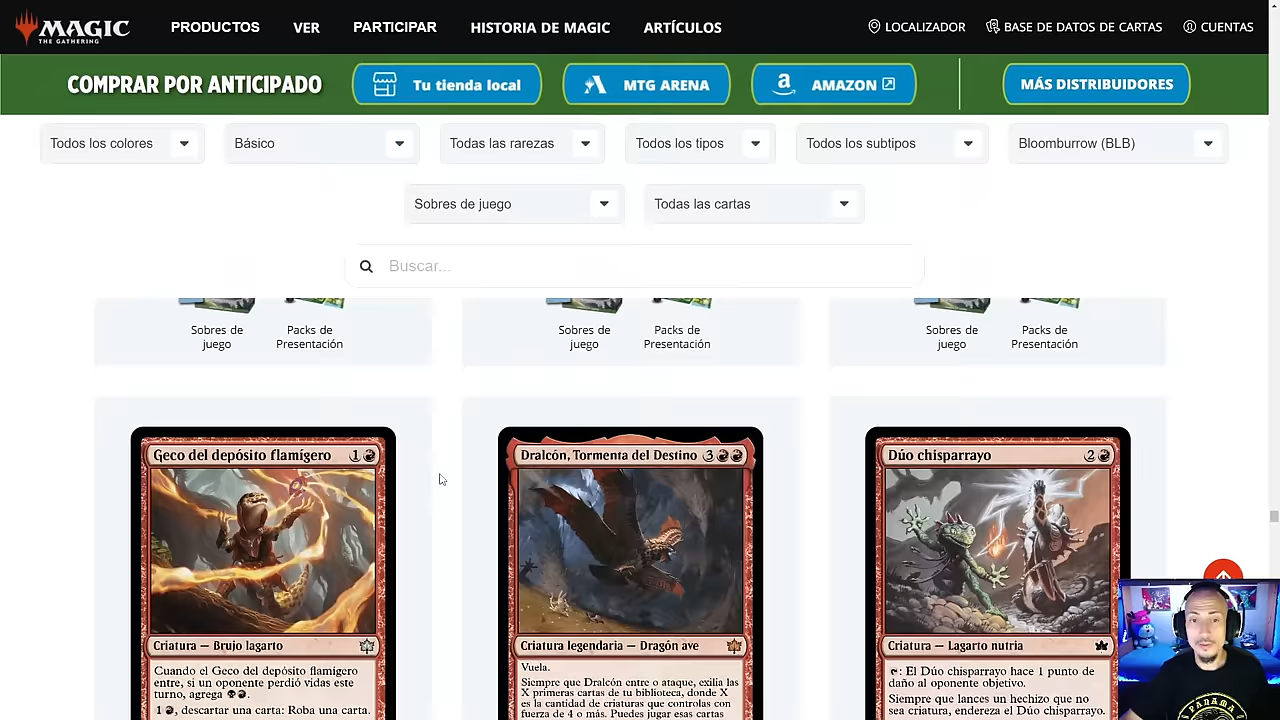 MAGIC
THE GATHERING
PRODUCTOS
VER
PARTICIPAR
HISTORIA DE MAGIC
ARTÍCULOS
LOCALIZADOR
BASE DE DATOS DE CARTAS
CUENTAS
COMPRAR POR ANTICIPADO
Tu tienda local
MTG ARENA
AMAZON
MÁS DISTRIBUIDORES
Todos los colores
Básico
Todas las rarezas
Todos los tipos
Todos los subtipos
Bloomburrow (BLB)
Sobres de juego
Todas las cartas
Buscar...
Sobres de
juego
Packs de
Presentación
Sobres de
juego
Packs de
Presentación
Sobres de
juego
Packs de
Presentación
Geco del depósito flamígero 1
Criatura — Brujo lagarto
Cuando el Geco del depósito flamígero
entre, si un oponente perdió vidas este
turno, agrega
1 , descartar una carta: Roba una carta.
Dralcón, Tormenta del Destino 3
Criatura legendaria — Dragón ave
Vuela.
Siempre que Dralcón entre o ataque, exilia las
X primeras cartas de tu biblioteca, donde X
es la cantidad de criaturas que controlas con
fuerza de 4 o más. Puedes jugar esas cartas
Dúo chisparrayo 2
Criatura — Lagarto nutria
: El Dúo chisparrayo hace 1 punto de
daño al oponente objetivo.
Siempre que lances un hechizo que no
sea criatura, endereza el Dúo chisparrayo.
PANAMA